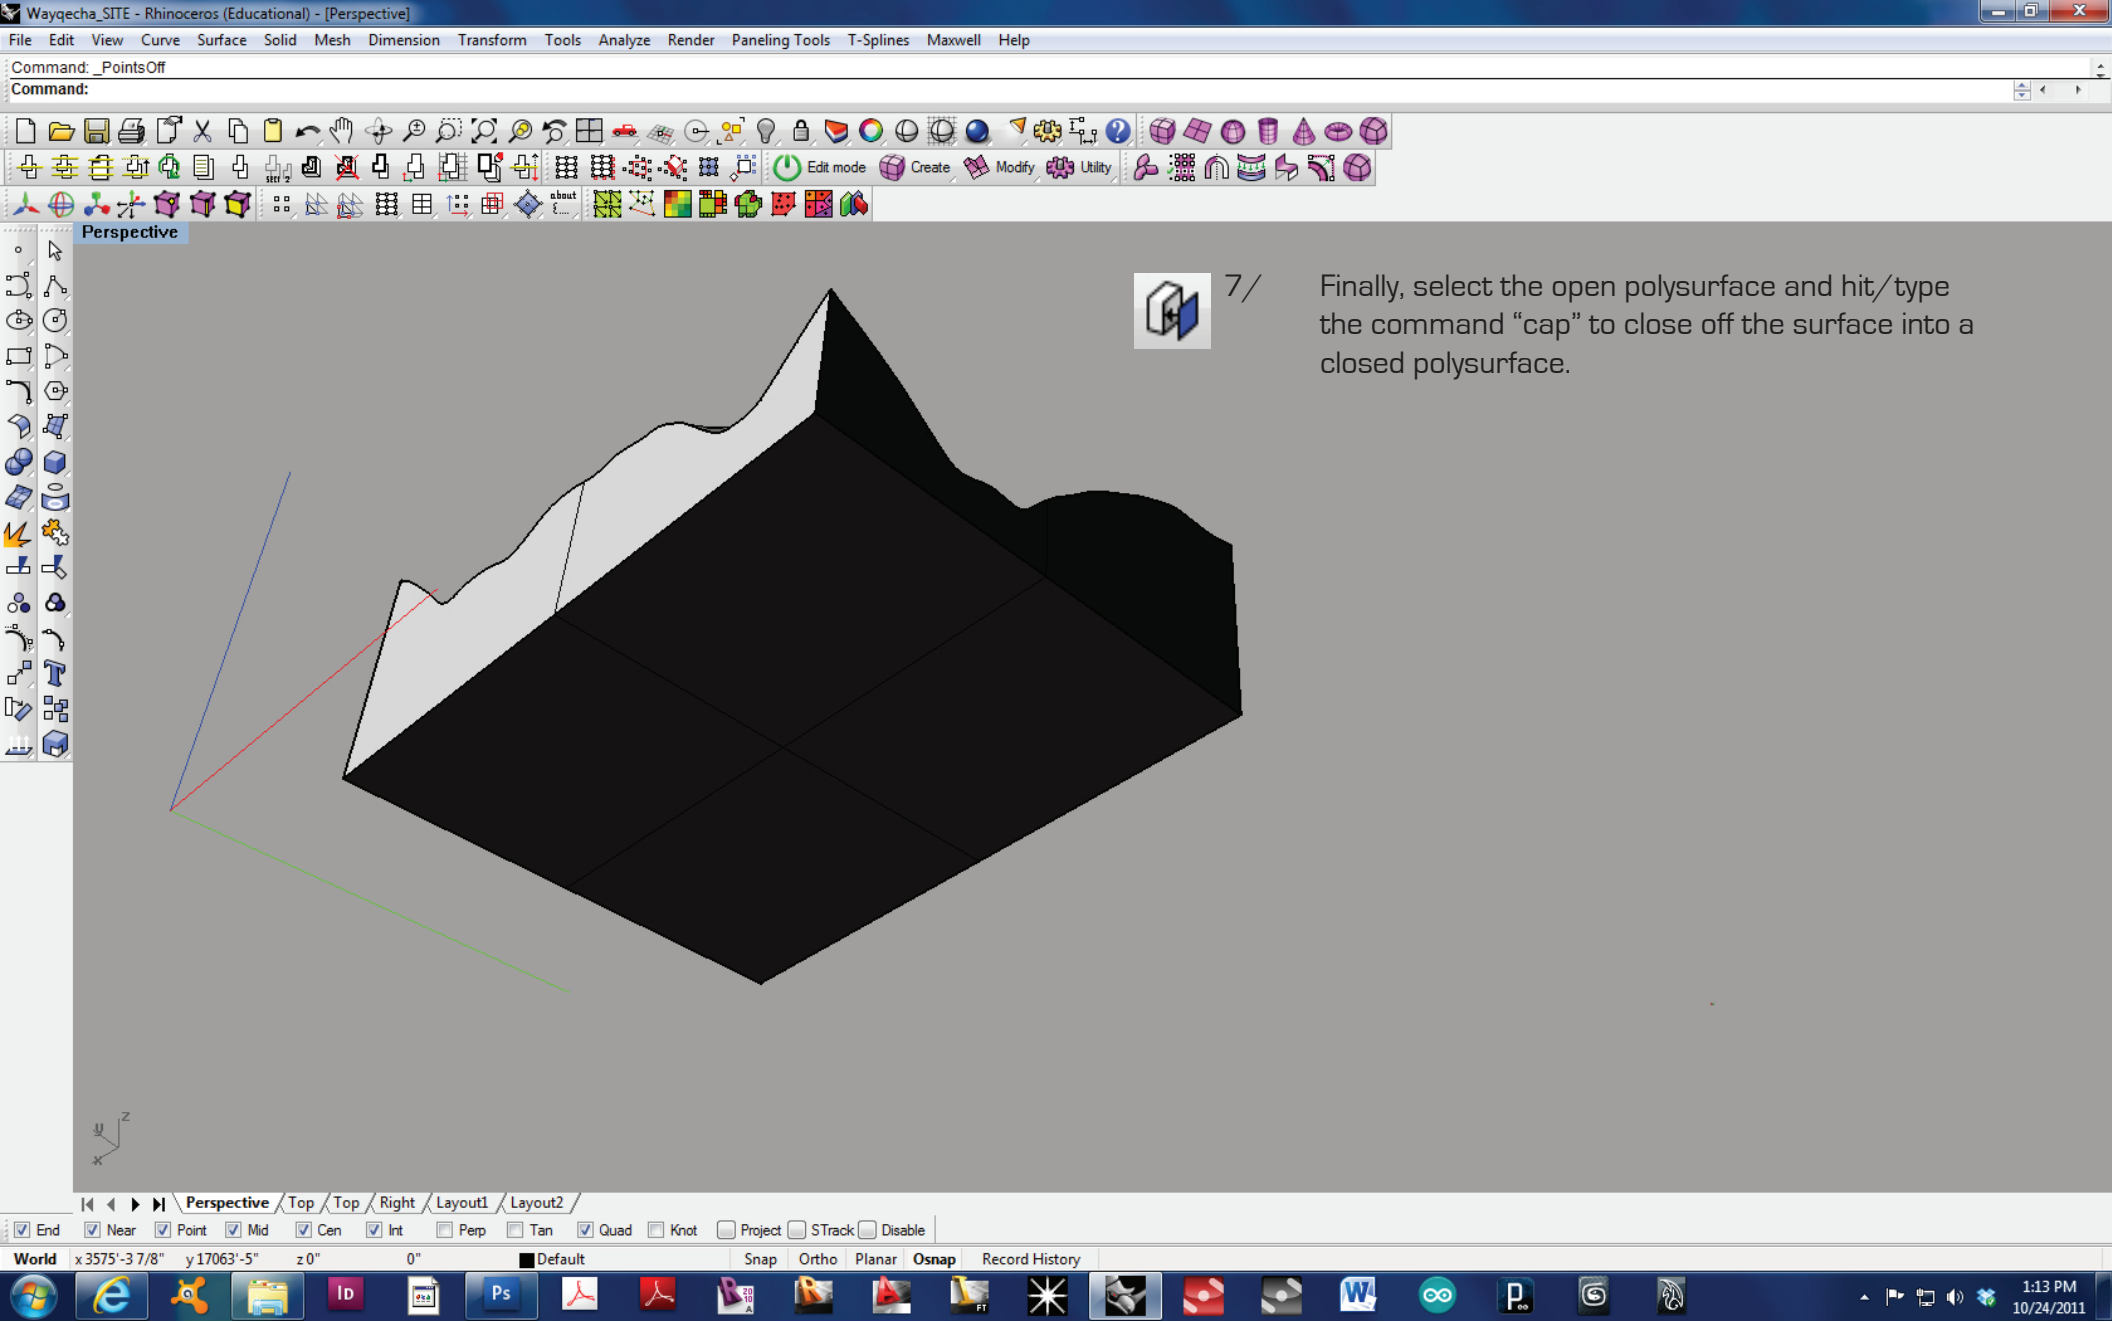 Wayqecha_SITE - Rhinoceros (Educational) - [Perspective]
File Edit View Curve Surface Solid Mesh Dimension Transform Tools Analyze Render Paneling Tools T-Splines Maxwell Help
Command: _PointsOff
Command:
Edit mode Create Modify Utility
about
Perspective
7/ Finally, select the open polysurface and hit/type
the command “cap” to close off the surface into a
closed polysurface.
z
y
x
Perspective Top Top Right Layout1 Layout2
End Near Point Mid Cen Int Perp Tan Quad Knot Project STrack Disable
World x 3575'-3 7/8" y 17063'-5" z 0" 0" Default Snap Ortho Planar Osnap Record History
ID Ps FT W P
1:13 PM
10/24/2011